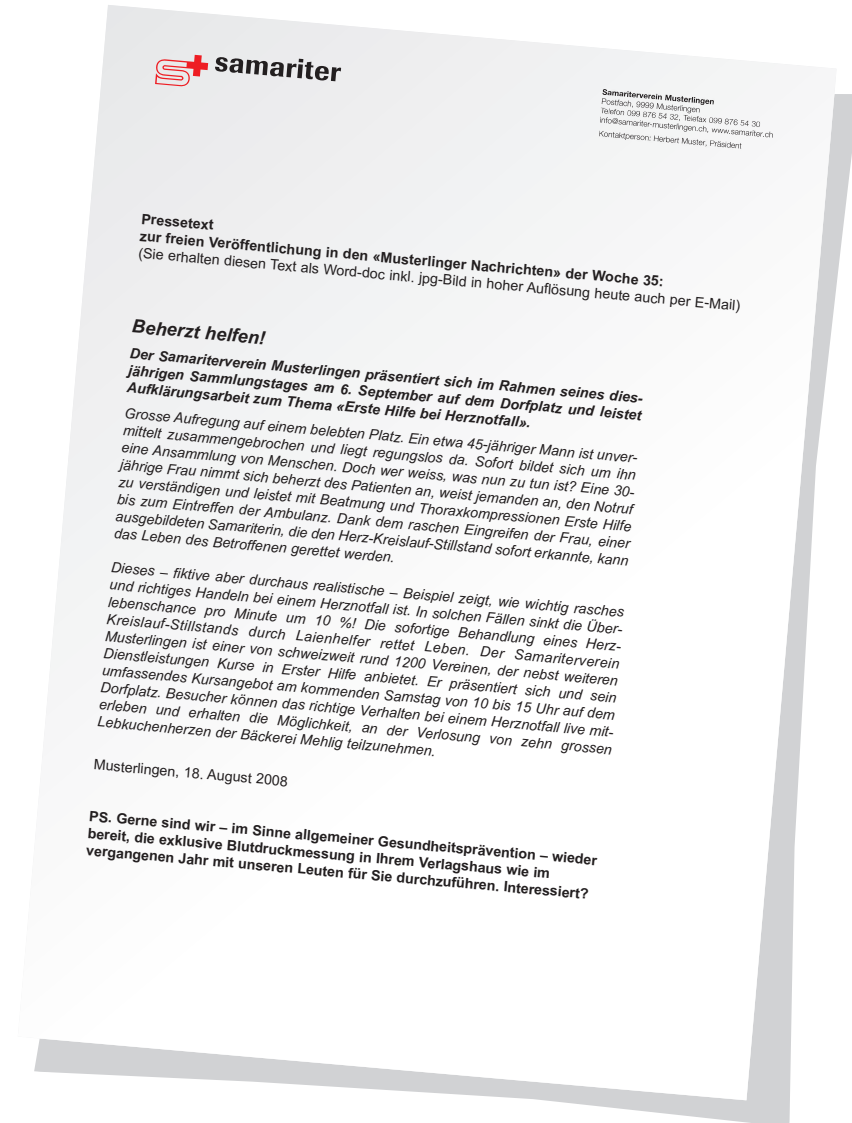 samariter
Samariterverein Musterlingen
Postfach, 9999 Musterlingen
Telefon 099 876 54 32, Telefax 099 876 54 30
info@samariter-musterlingen.ch, www.samariter.ch
Kontaktperson: Herbert Muster, Präsident
Pressetext
zur freien Veröffentlichung in den «Musterlinger Nachrichten» der Woche 35:
(Sie erhalten diesen Text als Word-doc inkl. jpg-Bild in hoher Auflösung heute auch per E-Mail)
Beherzt helfen!
Der Samariterverein Musterlingen präsentiert sich im Rahmen seines dies-
jährigen Sammlungstages am 6. September auf dem Dorfplatz und leistet
Aufklärungsarbeit zum Thema «Erste Hilfe bei Herznotfall».
Grosse Aufregung auf einem belebten Platz. Ein etwa 45-jähriger Mann ist unver-
mittelt zusammengebrochen und liegt regungslos da. Sofort bildet sich um ihn
eine Ansammlung von Menschen. Doch wer weiss, was nun zu tun ist? Eine 30-
jährige Frau nimmt sich beherzt des Patienten an, weist jemanden an, den Notruf
zu verständigen und leistet mit Beatmung und Thoraxkompressionen Erste Hilfe
bis zum Eintreffen der Ambulanz. Dank dem raschen Eingreifen der Frau, einer
ausgebildeten Samariterin, die den Herz-Kreislauf-Stillstand sofort erkannte, kann
das Leben des Betroffenen gerettet werden.
Dieses – fiktive aber durchaus realistische – Beispiel zeigt, wie wichtig rasches
und richtiges Handeln bei einem Herznotfall ist. In solchen Fällen sinkt die Über-
lebenschance pro Minute um 10 %! Die sofortige Behandlung eines Herz-
Kreislauf-Stillstands durch Laienhelfer rettet Leben. Der Samariterverein
Musterlingen ist einer von schweizweit rund 1200 Vereinen, der nebst weiteren
Dienstleistungen Kurse in Erster Hilfe anbietet. Er präsentiert sich und sein
umfassendes Kursangebot am kommenden Samstag von 10 bis 15 Uhr auf dem
Dorfplatz. Besucher können das richtige Verhalten bei einem Herznotfall live mit-
erleben und erhalten die Möglichkeit, an der Verlosung von zehn grossen
Lebkuchenherzen der Bäckerei Mehlig teilzunehmen.
Musterlingen, 18. August 2008
PS. Gerne sind wir – im Sinne allgemeiner Gesundheitsprävention – wieder
bereit, die exklusive Blutdruckmessung in Ihrem Verlagshaus wie im
vergangenen Jahr mit unseren Leuten für Sie durchzuführen. Interessiert?